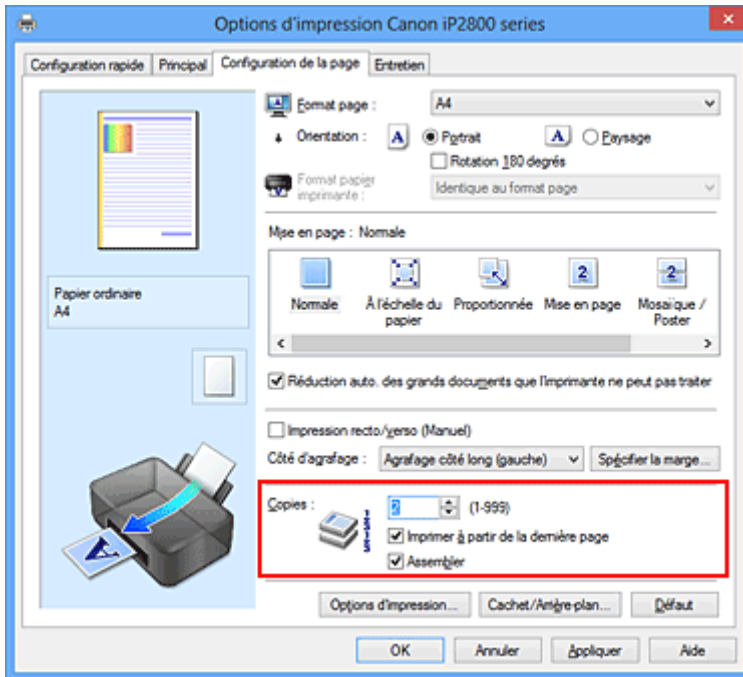 Options d'impression Canon iP2800 series
Configuration rapide Principal Configuration de la page Entretien
Format page : A4
Orientation : A Portrait A Paysage
Rotation 180 degrés
Format papier imprimante : Identique au format page
Papier ordinaire
A4
Mise en page : Normale
Normale À l'échelle du papier Proportionnée 2 Mise en page 2 Mosaïque / Poster
Réduction auto. des grands documents que l'imprimante ne peut pas traiter
Impression recto/verso (Manuel)
Côté d'agrafage : Agrafage côté long (gauche) Spécifier la marge...
Copies : 2 (1-999)
Imprimer à partir de la dernière page
Assembler
A
Options d'impression... Cachet/Arrière-plan... Défaut
OK Annuler Appliquer Aide